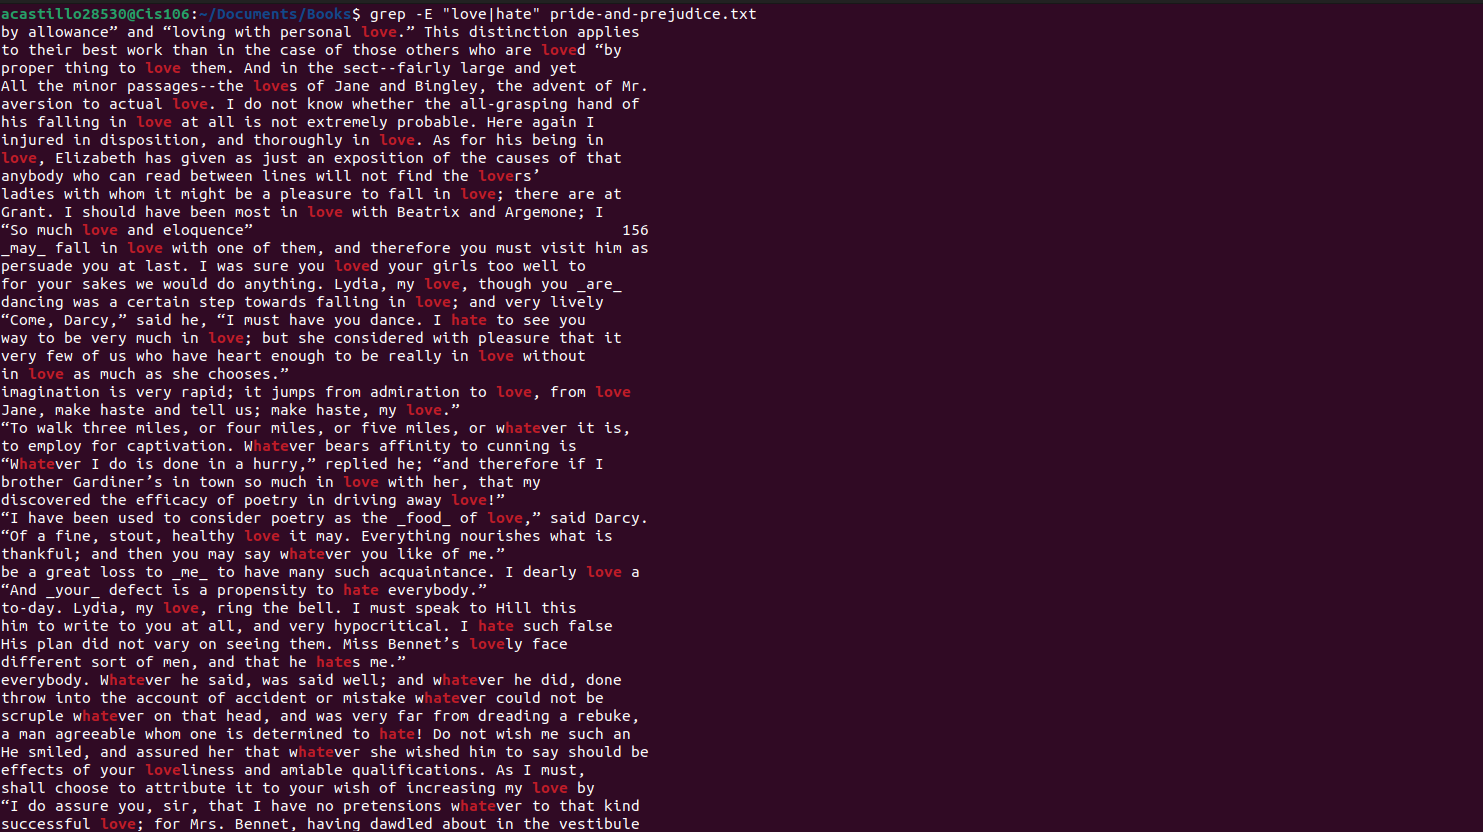 acastillo28530@Cis106:~/Documents/Books$ grep -E "love|hate" pride-and-prejudice.txt
by allowance” and “loving with personal love.” This distinction applies
to their best work than in the case of those others who are loved “by
proper thing to love them. And in the sect--fairly large and yet
All the minor passages--the loves of Jane and Bingley, the advent of Mr.
aversion to actual love. I do not know whether the all-grasping hand of
his falling in love at all is not extremely probable. Here again I
injured in disposition, and thoroughly in love. As for his being in
love, Elizabeth has given as just an exposition of the causes of that
anybody who can read between lines will not find the lovers’
ladies with whom it might be a pleasure to fall in love; there are at
Grant. I should have been most in love with Beatrix and Argemone; I
“So much love and eloquence” 156
_may_ fall in love with one of them, and therefore you must visit him as
persuade you at last. I was sure you loved your girls too well to
for your sakes we would do anything. Lydia, my love, though you _are_
dancing was a certain step towards falling in love; and very lively
“Come, Darcy,” said he, “I must have you dance. I hate to see you
way to be very much in love; but she considered with pleasure that it
very few of us who have heart enough to be really in love without
in love as much as she chooses.”
imagination is very rapid; it jumps from admiration to love, from love
Jane, make haste and tell us; make haste, my love.”
“To walk three miles, or four miles, or five miles, or whatever it is,
to employ for captivation. Whatever bears affinity to cunning is
“Whatever I do is done in a hurry,” replied he; “and therefore if I
brother Gardiner’s in town so much in love with her, that my
discovered the efficacy of poetry in driving away love!”
“I have been used to consider poetry as the _food_ of love,” said Darcy.
“Of a fine, stout, healthy love it may. Everything nourishes what is
thankful; and then you may say whatever you like of me.”
be a great loss to _me_ to have many such acquaintance. I dearly love a
“And _your_ defect is a propensity to hate everybody.”
to-day. Lydia, my love, ring the bell. I must speak to Hill this
him to write to you at all, and very hypocritical. I hate such false
His plan did not vary on seeing them. Miss Bennet’s lovely face
different sort of men, and that he hates me.”
everybody. Whatever he said, was said well; and whatever he did, done
throw into the account of accident or mistake whatever could not be
scruple whatever on that head, and was very far from dreading a rebuke,
a man agreeable whom one is determined to hate! Do not wish me such an
He smiled, and assured her that whatever she wished him to say should be
effects of your loveliness and amiable qualifications. As I must,
shall choose to attribute it to your wish of increasing my love by
“I do assure you, sir, that I have no pretensions whatever to that kind
successful love; for Mrs. Bennet, having dawdled about in the vestibule